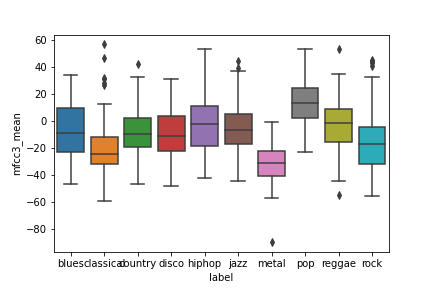 60
40
20
0
−20
−40
−60
−80
mfcc3_mean
blues classical country disco hiphop jazz metal pop reggae rock
label